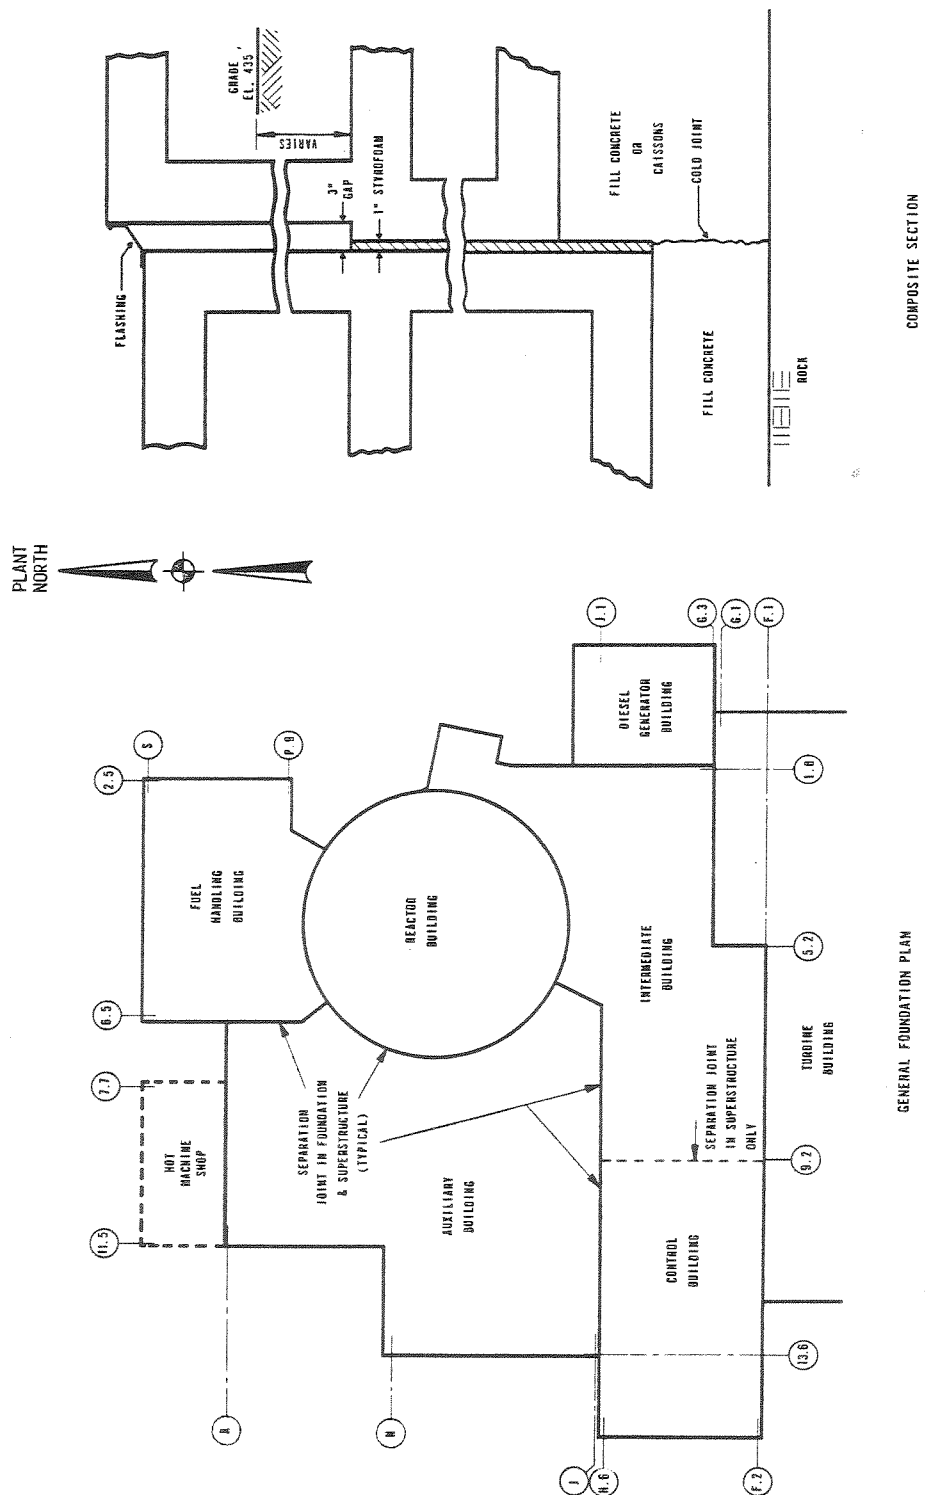 GRADE
EL. 435'
VARIES
3"
GAP
1" STYROFOAM
FLASHING
FILL CONCRETE
OR
CAISSONS
COLD JOINT
FILL CONCRETE
ROCK
COMPOSITE SECTION
PLANT
NORTH
2.5
S
P.9
6.5
7.7
11.5
A
N
J
H.6
F.2
13.6
9.2
5.2
1.8
J.1
G.3
G.1
F.1
FUEL
HANDLING
BUILDING
REACTOR
BUILDING
DIESEL
GENERATOR
BUILDING
INTERMEDIATE
BUILDING
HOT
MACHINE
SHOP
SEPARATION
JOINT IN FOUNDATION
& SUPERSTRUCTURE
(TYPICAL)
AUXILIARY
BUILDING
CONTROL
BUILDING
SEPARATION JOINT
IN SUPERSTRUCTURE
ONLY
TURBINE
BUILDING
GENERAL FOUNDATION PLAN